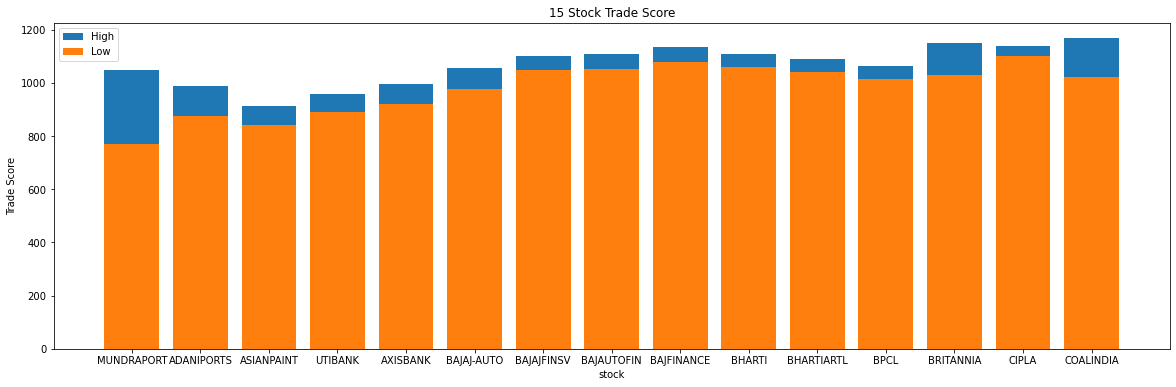 15 Stock Trade Score
High
Low
Trade Score
1200
1000
800
600
400
200
0
MUNDRAPORT ADANIPORTS ASIANPAINT UTIBANK AXISBANK BAJAJ-AUTO BAJAJFINSV BAJAUTOFIN BAJFINANCE BHARTI BHARTIARTL BPCL BRITANNIA CIPLA COALINDIA
stock